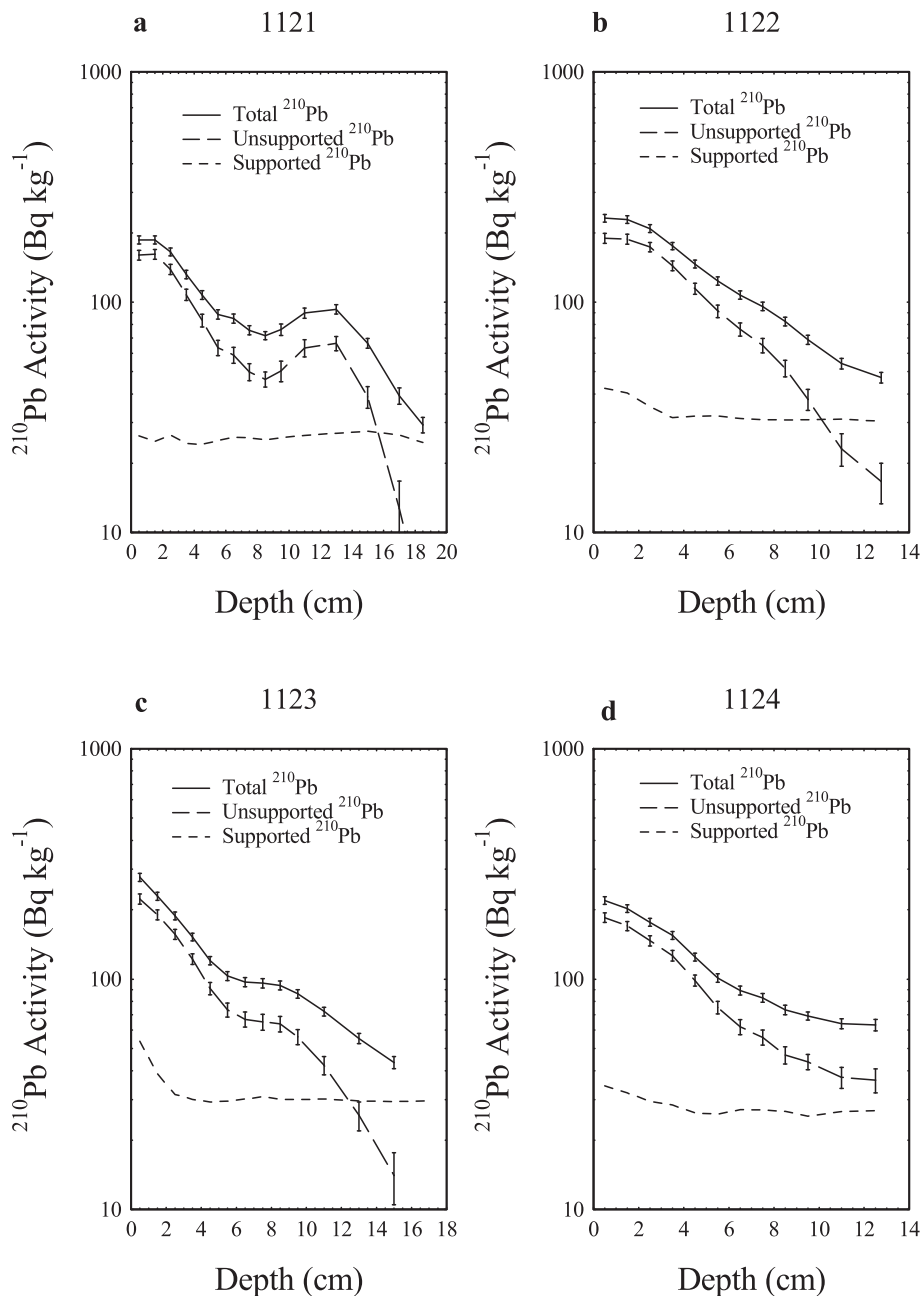 a 1121
1000
Total ²¹⁰Pb
Unsupported ²¹⁰Pb
Supported ²¹⁰Pb
100
10
²¹⁰Pb Activity (Bq kg⁻¹)
0 2 4 6 8 10 12 14 16 18 20
Depth (cm)
b 1122
1000
Total ²¹⁰Pb
Unsupported ²¹⁰Pb
Supported ²¹⁰Pb
100
10
²¹⁰Pb Activity (Bq kg⁻¹)
0 2 4 6 8 10 12 14
Depth (cm)
c 1123
1000
Total ²¹⁰Pb
Unsupported ²¹⁰Pb
Supported ²¹⁰Pb
100
10
²¹⁰Pb Activity (Bq kg⁻¹)
0 2 4 6 8 10 12 14 16 18
Depth (cm)
d 1124
1000
Total ²¹⁰Pb
Unsupported ²¹⁰Pb
Supported ²¹⁰Pb
100
10
²¹⁰Pb Activity (Bq kg⁻¹)
0 2 4 6 8 10 12 14
Depth (cm)